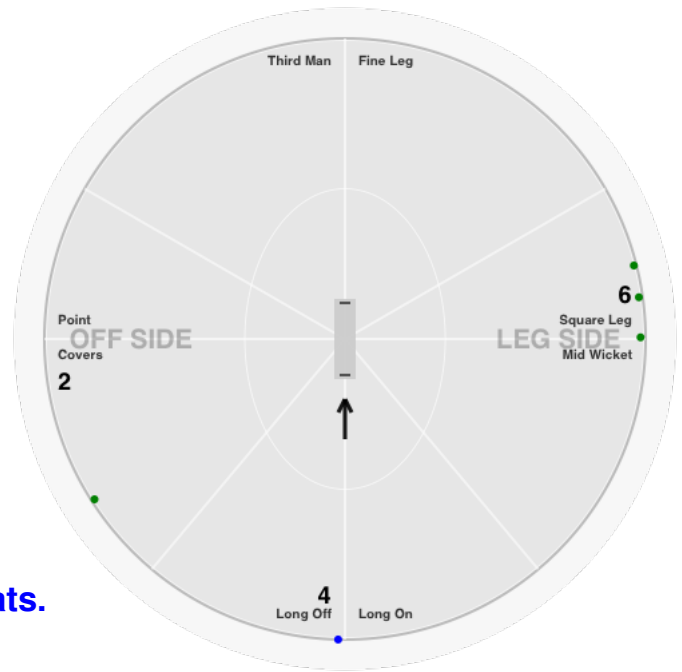 Third Man
Fine Leg
6
Point
Square Leg
OFF SIDE
LEG SIDE
Covers
Mid Wicket
2
4
ats.
Long Off
Long On